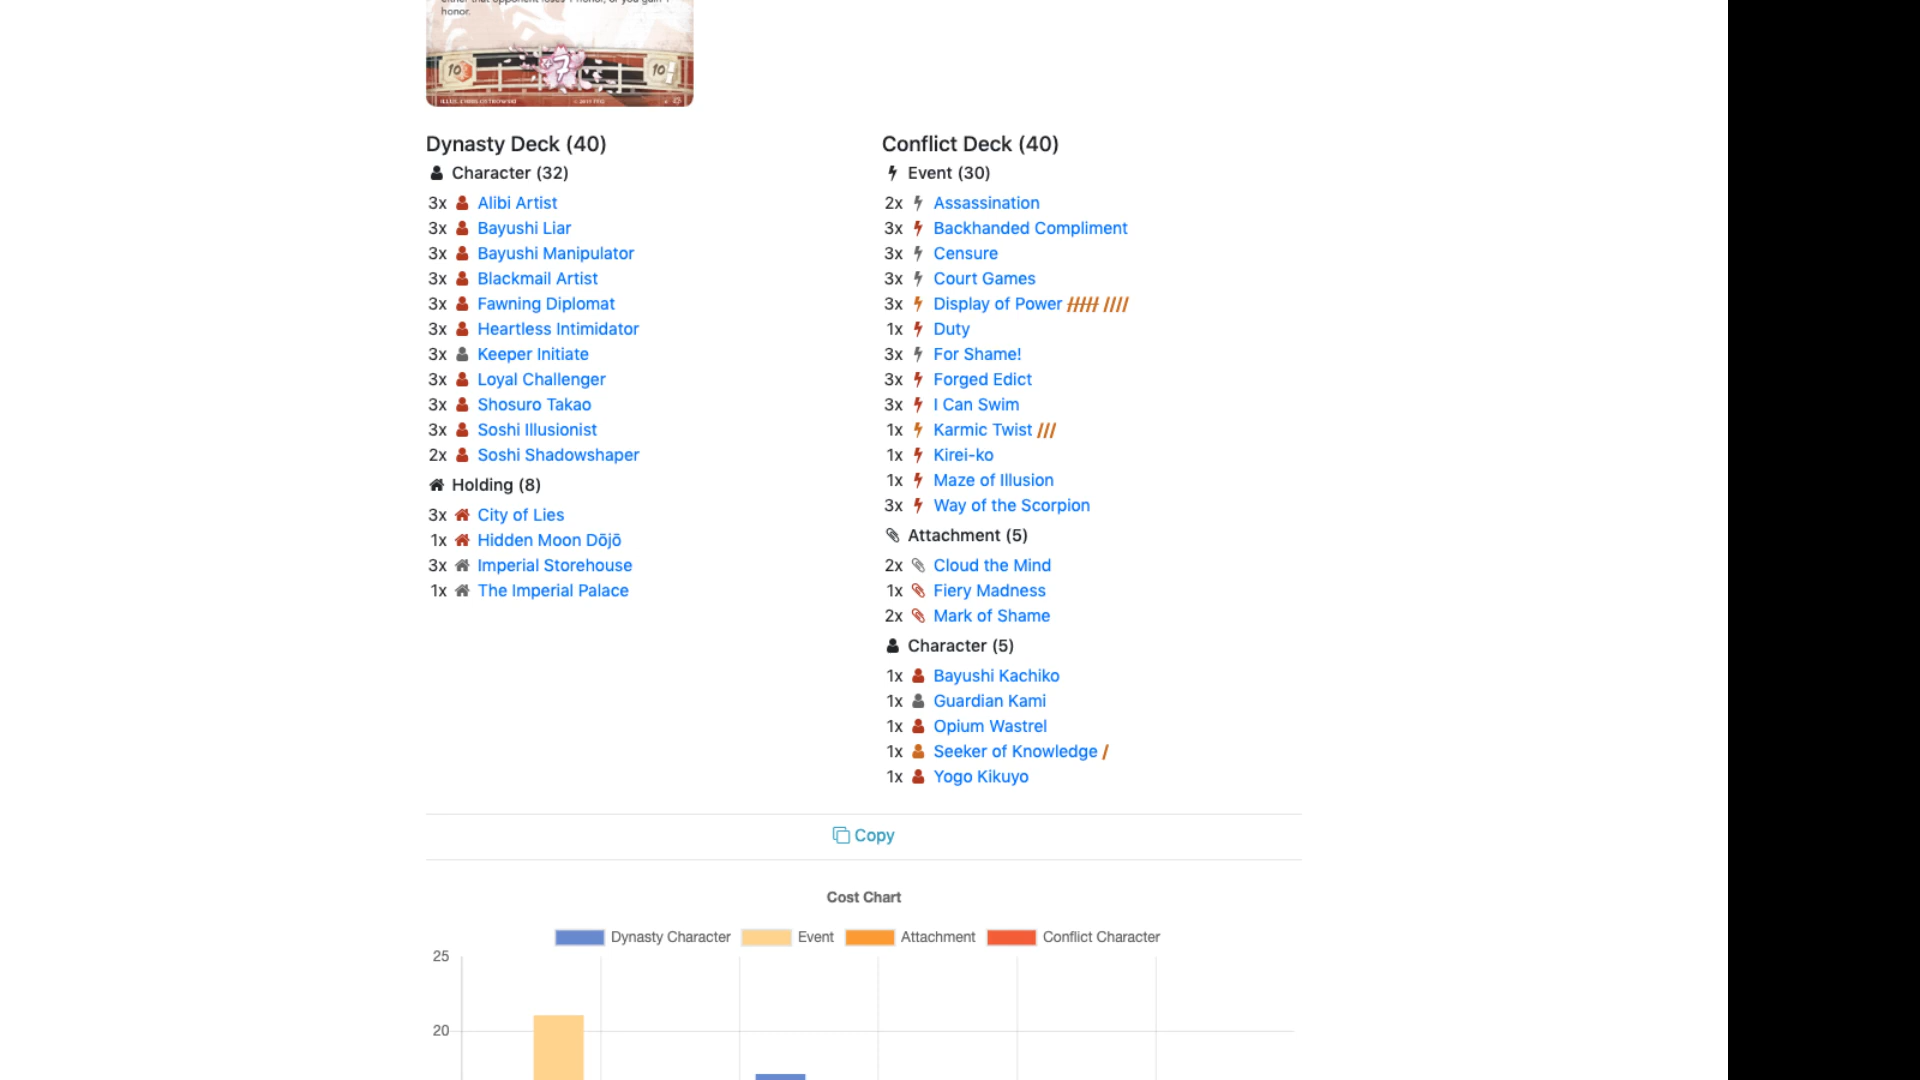 honor.
+7
10
10
© 2019 FFG
Dynasty Deck (40)
Character (32)
3x Alibi Artist
3x Bayushi Liar
3x Bayushi Manipulator
3x Blackmail Artist
3x Fawning Diplomat
3x Heartless Intimidator
3x Keeper Initiate
3x Loyal Challenger
3x Shosuro Takao
3x Soshi Illusionist
2x Soshi Shadowshaper
Holding (8)
3x City of Lies
1x Hidden Moon Dōjō
3x Imperial Storehouse
1x The Imperial Palace
Conflict Deck (40)
Event (30)
2x Assassination
3x Backhanded Compliment
3x Censure
3x Court Games
3x Display of Power
1x Duty
3x For Shame!
3x Forged Edict
3x I Can Swim
1x Karmic Twist
1x Kirei-ko
1x Maze of Illusion
3x Way of the Scorpion
Attachment (5)
2x Cloud the Mind
1x Fiery Madness
2x Mark of Shame
Character (5)
1x Bayushi Kachiko
1x Guardian Kami
1x Opium Wastrel
1x Seeker of Knowledge
1x Yogo Kikuyo
Copy
Cost Chart
Dynasty Character Event Attachment Conflict Character
25
20